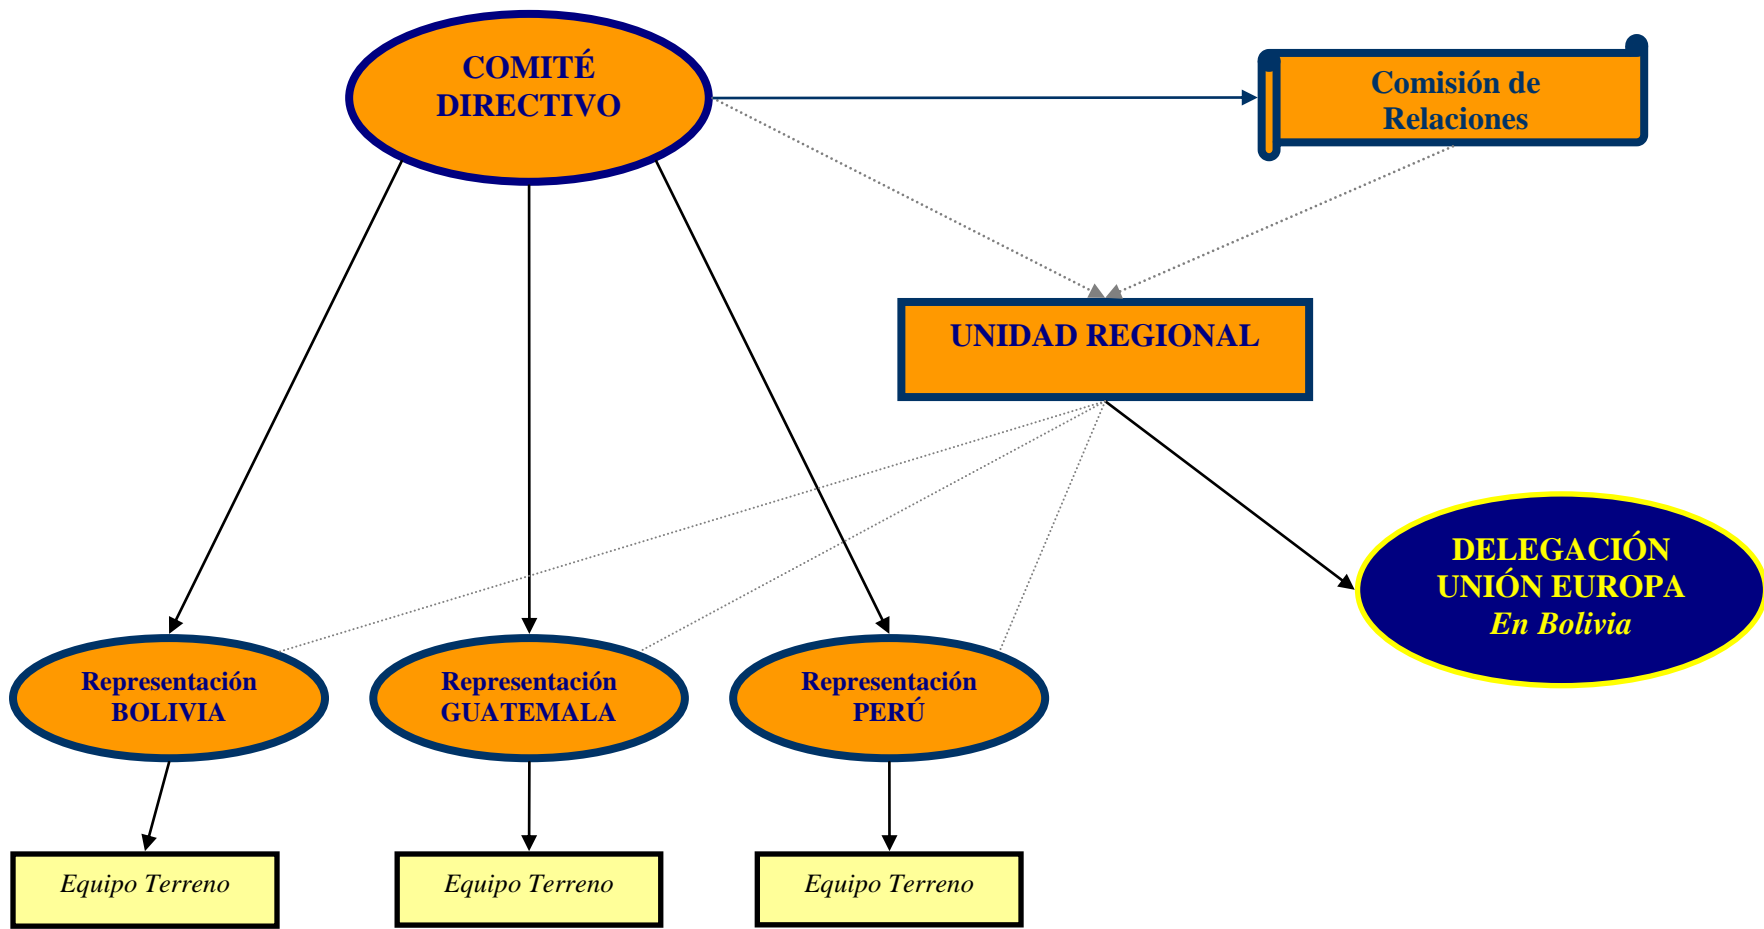 COMITÉ
DIRECTIVO
Comisión de
Relaciones
UNIDAD REGIONAL
DELEGACIÓN
UNIÓN EUROPA
En Bolivia
Representación
BOLIVIA
Representación
GUATEMALA
Representación
PERÚ
Equipo Terreno
Equipo Terreno
Equipo Terreno